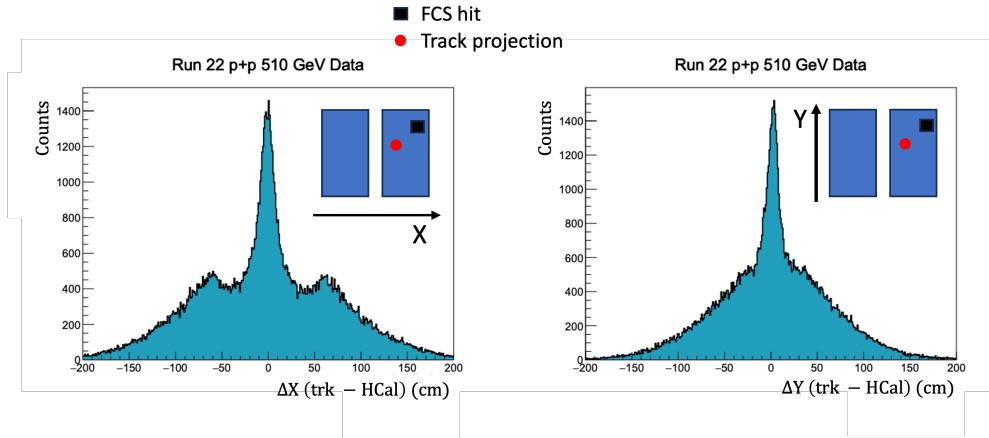 FCS hit
Track projection
Run 22 p+p 510 GeV Data
Counts
1400
1200
1000
800
600
400
200
0
−200 −150 −100 −50 0 50 100 150 200
X
ΔX (trk − HCal) (cm)
Run 22 p+p 510 GeV Data
Counts
1400
1200
1000
800
600
400
200
0
−200 −150 −100 −50 0 50 100 150 200
Y
ΔY (trk − HCal) (cm)